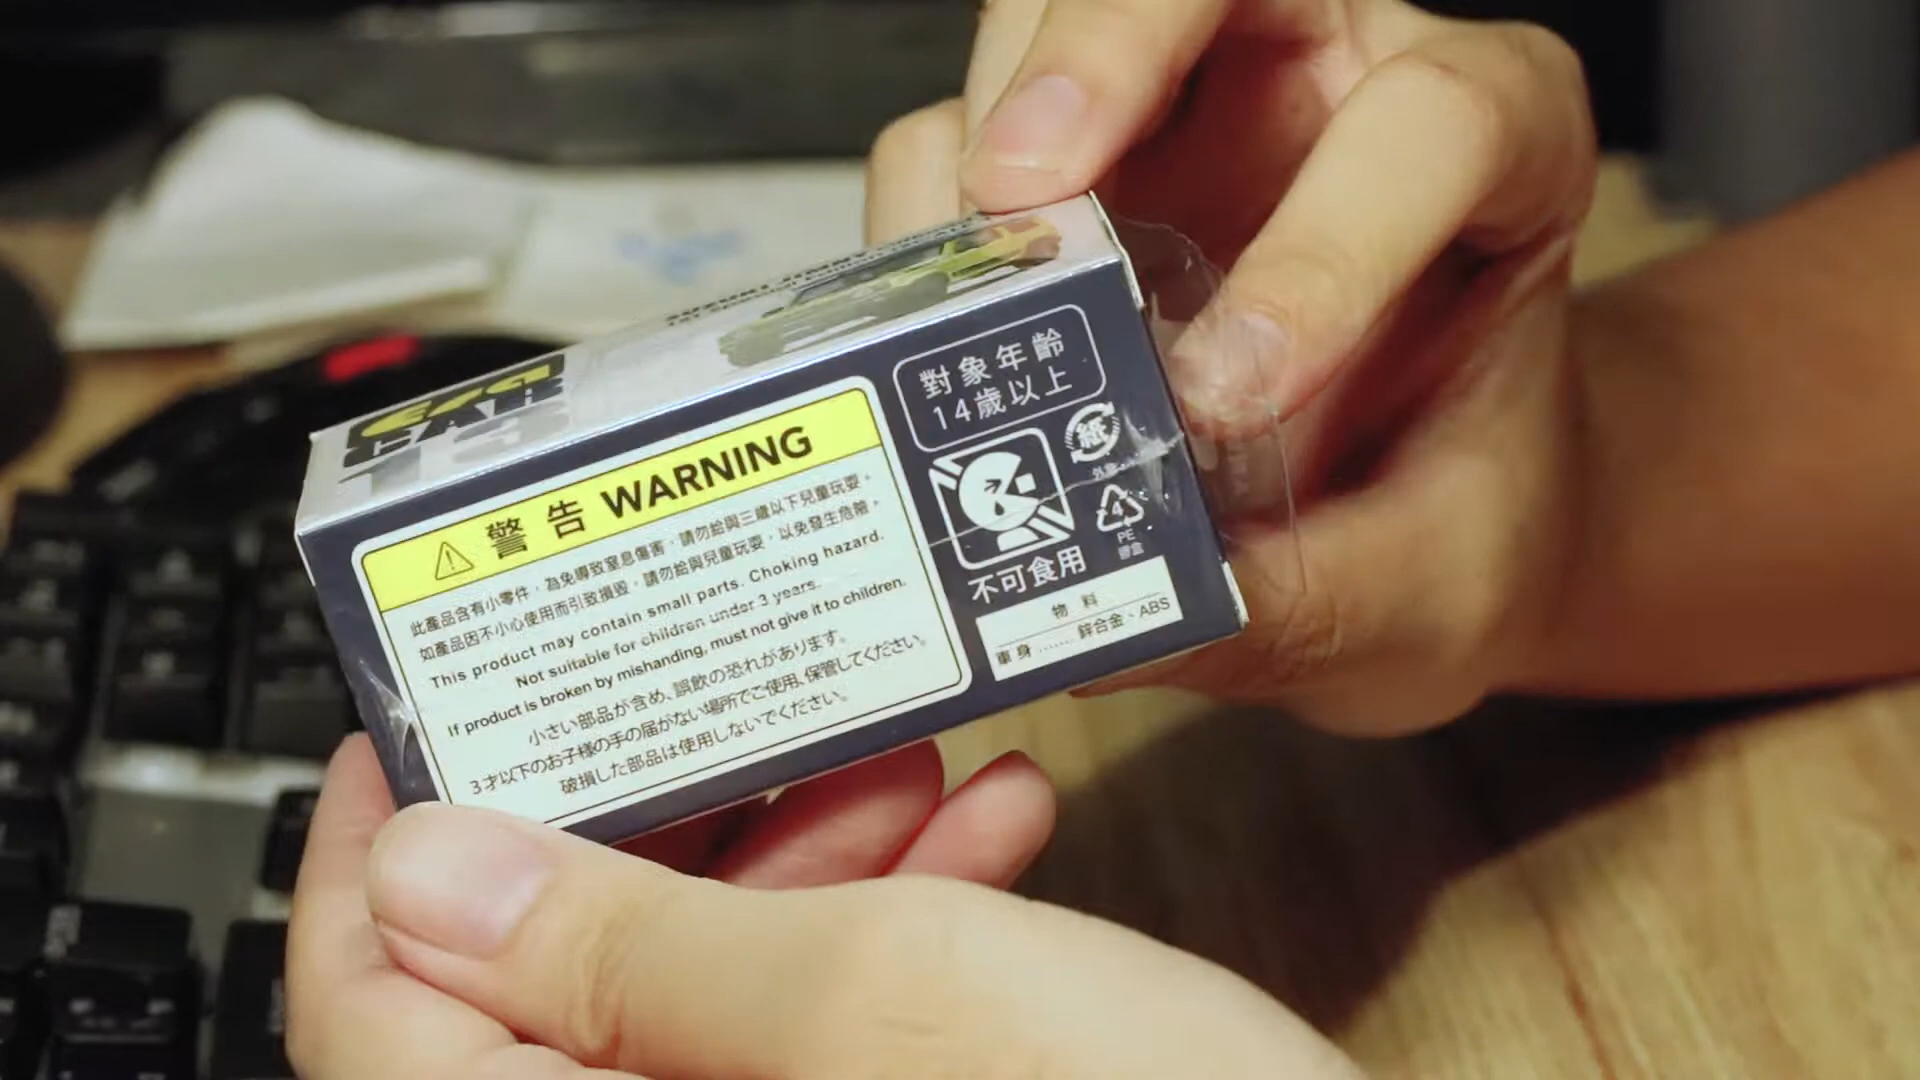 SUZUKI JIMNY
警告 WARNING
此產品含有小零件，為免導致窒息傷害，請勿給與三歲以下兒童玩耍。
如產品因不小心使用而引致損毀，請勿給與兒童玩耍，以免發生危險。
This product may contain small parts. Choking hazard.
Not suitable for children under 3 years.
If product is broken by mishanding, must not give it to children.
小さい部品が含め、誤飲の恐れがあります。
3才以下のお子様の手の届がない場所でご使用、保管してください。
破損した部品は使用しないでください。
對象年齡
14歲以上
紙
外盒
4
PE
膠盒
不可食用
物料
車身........鋅合金、ABS